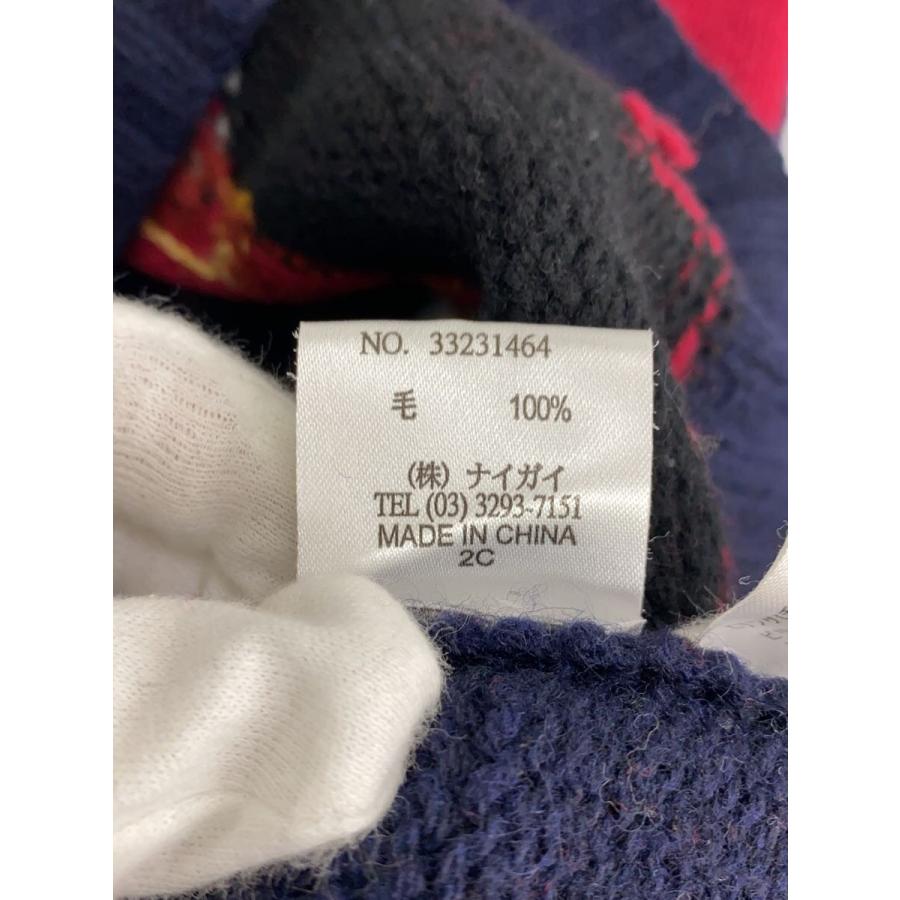 NO. 33231464
毛 100%
(株) ナイガイ
TEL (03) 3293-7151
MADE IN CHINA
2C